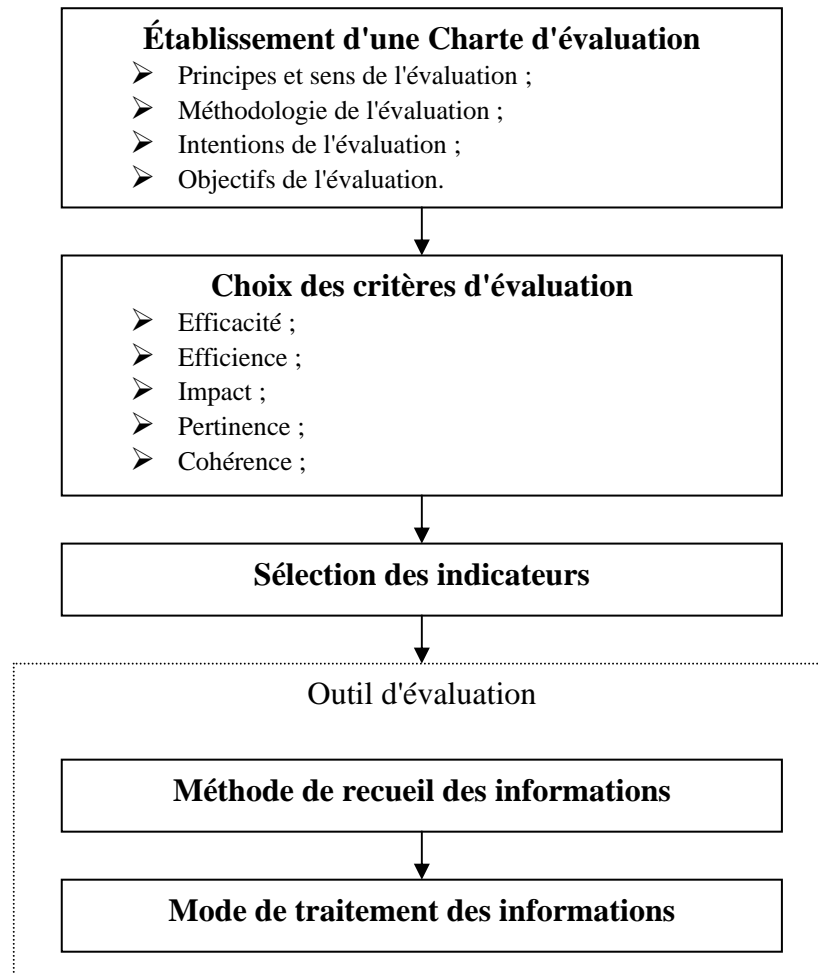 Établissement d'une Charte d'évaluation
➢ Principes et sens de l'évaluation ;
➢ Méthodologie de l'évaluation ;
➢ Intentions de l'évaluation ;
➢ Objectifs de l'évaluation.
Choix des critères d'évaluation
➢ Efficacité ;
➢ Efficience ;
➢ Impact ;
➢ Pertinence ;
➢ Cohérence ;
Sélection des indicateurs
Outil d'évaluation
Méthode de recueil des informations
Mode de traitement des informations